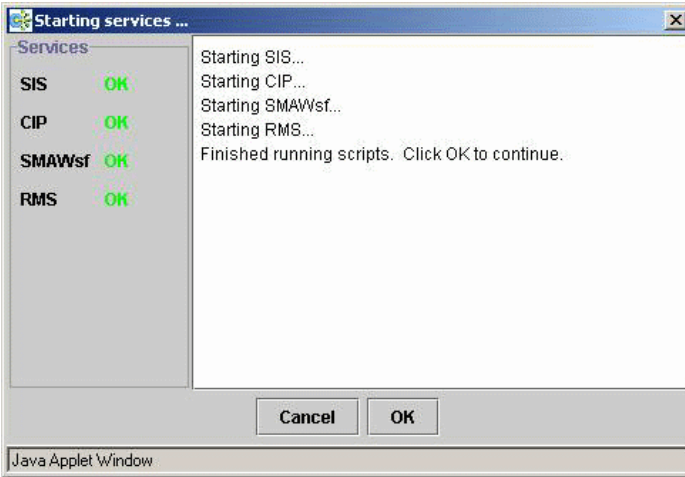 Starting services ...
Services
SIS OK
CIP OK
SMAWsf OK
RMS OK
Starting SIS...
Starting CIP...
Starting SMAWsf...
Starting RMS...
Finished running scripts. Click OK to continue.
Cancel OK
Java Applet Window